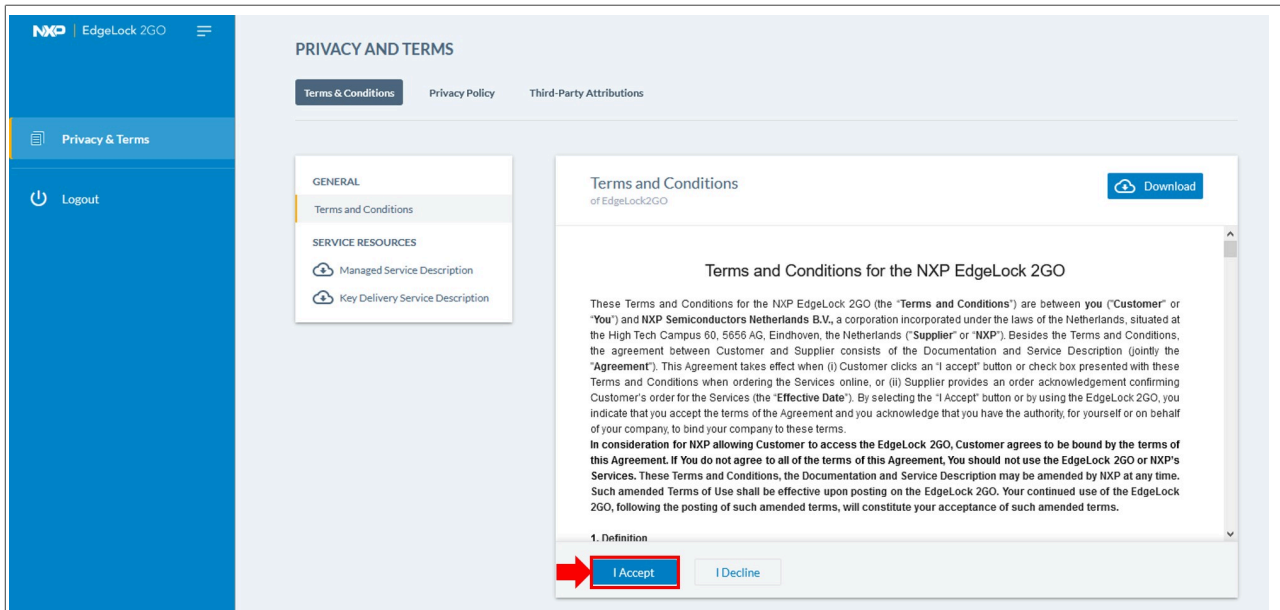 NXP | EdgeLock 2GO
Privacy & Terms
Logout
PRIVACY AND TERMS
Terms & Conditions Privacy Policy Third-Party Attributions
GENERAL
Terms and Conditions
SERVICE RESOURCES
Managed Service Description
Key Delivery Service Description
Terms and Conditions
of EdgeLock2GO
Download
Terms and Conditions for the NXP EdgeLock 2GO
These Terms and Conditions for the NXP EdgeLock 2GO (the "Terms and Conditions") are between you ("Customer" or
"You") and NXP Semiconductors Netherlands B.V., a corporation incorporated under the laws of the Netherlands, situated at
the High Tech Campus 60, 5656 AG, Eindhoven, the Netherlands ("Supplier" or "NXP"). Besides the Terms and Conditions,
the agreement between Customer and Supplier consists of the Documentation and Service Description (jointly the
"Agreement"). This Agreement takes effect when (i) Customer clicks an "I accept" button or check box presented with these
Terms and Conditions when ordering the Services online, or (ii) Supplier provides an order acknowledgement confirming
Customer's order for the Services (the "Effective Date"). By selecting the "I Accept" button or by using the EdgeLock 2GO, you
indicate that you accept the terms of the Agreement and you acknowledge that you have the authority, for yourself or on behalf
of your company, to bind your company to these terms.
In consideration for NXP allowing Customer to access the EdgeLock 2GO, Customer agrees to be bound by the terms of
this Agreement. If You do not agree to all of the terms of this Agreement, You should not use the EdgeLock 2GO or NXP's
Services. These Terms and Conditions, the Documentation and Service Description may be amended by NXP at any time.
Such amended Terms of Use shall be effective upon posting on the EdgeLock 2GO. Your continued use of the EdgeLock
2GO, following the posting of such amended terms, will constitute your acceptance of such amended terms.
1. Definition
I Accept I Decline